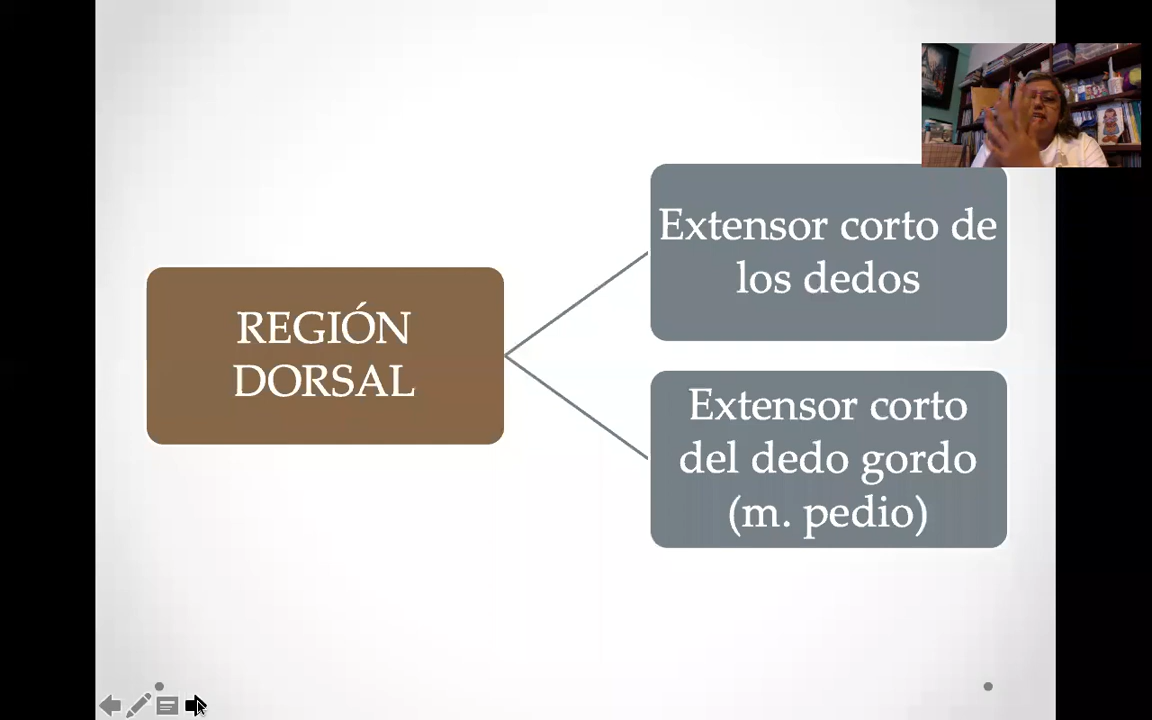 REGIÓN
DORSAL
Extensor corto de
los dedos
Extensor corto
del dedo gordo
(m. pedio)